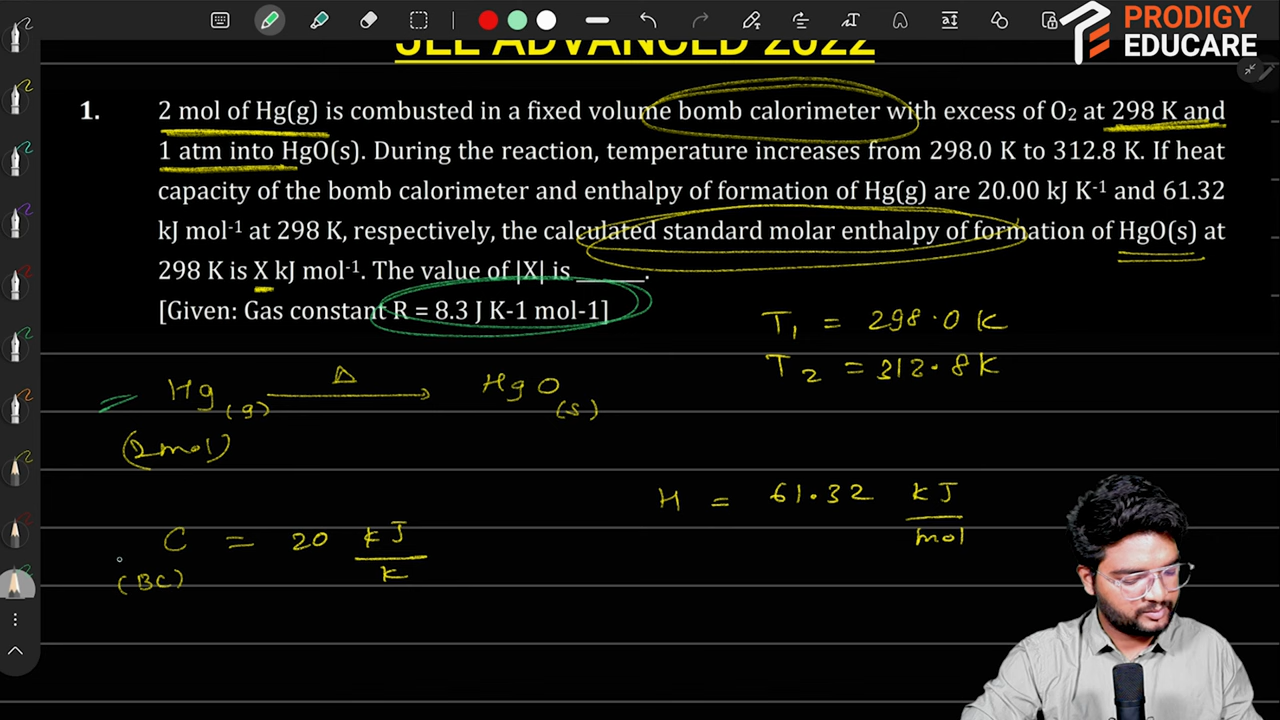 JEE ADVANCED 2022
PRODIGY
EDUCARE
1. 2 mol of Hg(g) is combusted in a fixed volume bomb calorimeter with excess of O2 at 298 K and
1 atm into HgO(s). During the reaction, temperature increases from 298.0 K to 312.8 K. If heat
capacity of the bomb calorimeter and enthalpy of formation of Hg(g) are 20.00 kJ K-1 and 61.32
kJ mol-1 at 298 K, respectively, the calculated standard molar enthalpy of formation of HgO(s) at
298 K is X kJ mol-1. The value of |X| is ______.
[Given: Gas constant R = 8.3 J K-1 mol-1]
T1 = 298.0 K
T2 = 312.8 K
= Hg(g) Δ→ HgO(s)
(2mol)
H = 61.32 kJ/mol
C(BC) = 20 kJ/K